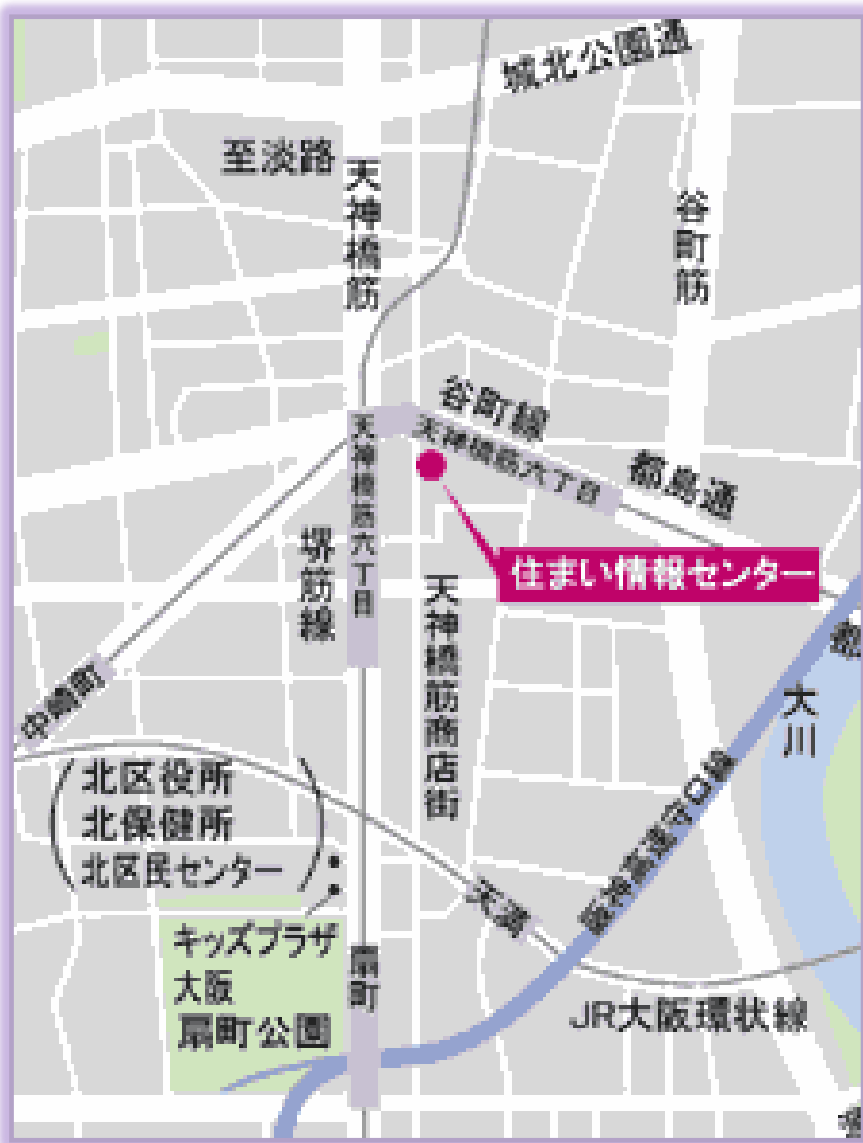 城北公園通
至淡路
天神橋筋
谷町筋
谷町線
天神橋筋六丁目
天神橋筋六丁目
都島通
堺筋線
住まい情報センター
天神橋筋商店街
中崎町
大川
北区役所
北保健所
北区民センター
阪神高速守口線
天満
キッズプラザ
大阪
扇町公園
扇町
JR大阪環状線